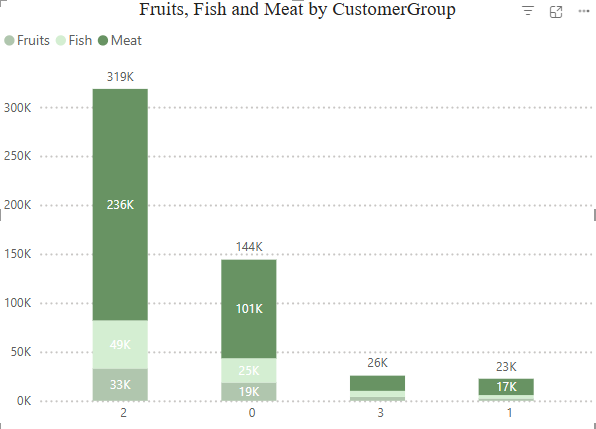 Fruits, Fish and Meat by CustomerGroup
Fruits Fish Meat
319K
300K
250K
236K
200K
150K
144K
101K
100K
50K
49K
25K
26K
23K
33K
19K
17K
0K
2 0 3 1